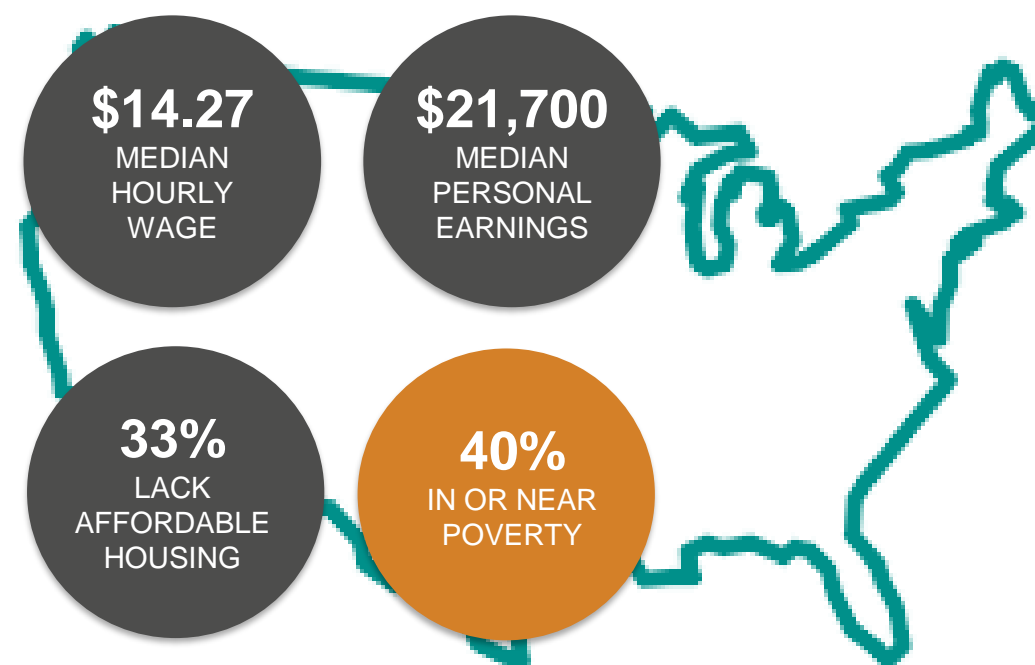 $14.27
MEDIAN
HOURLY
WAGE
$21,700
MEDIAN
PERSONAL
EARNINGS
33%
LACK
AFFORDABLE
HOUSING
40%
IN OR NEAR
POVERTY